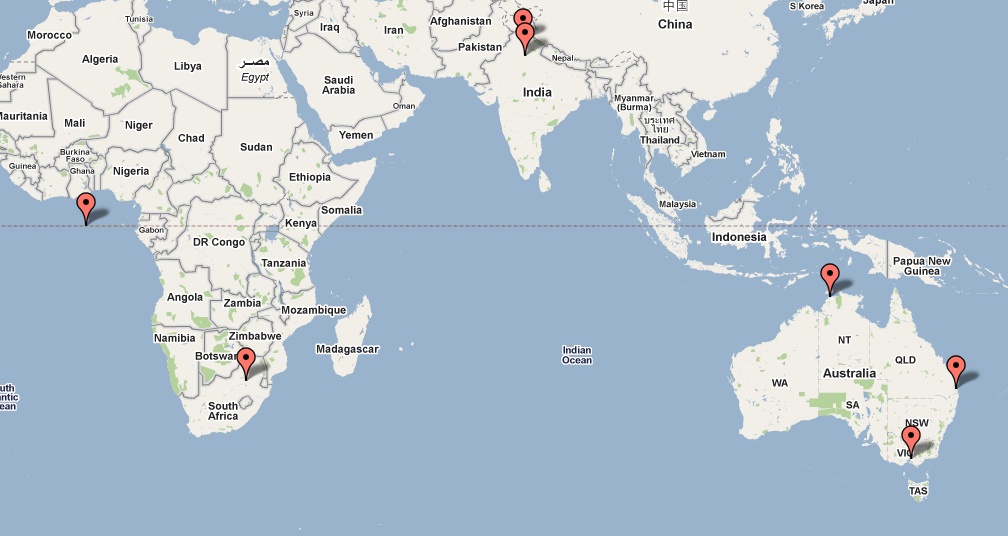 Tunisia
Syria
S Korea
Japan
Morocco
Iraq
Iran
Afghanistan
中国
China
Algeria
Libya
مصر
Egypt
Pakistan
Nepal
Western
Sahara
Saudi
Arabia
India
Oman
Myanmar
(Burma)
Mauritania
Mali
Niger
Chad
Yemen
ประเทศ
ไทย
Thailand
Sudan
Vietnam
Burkina
Faso
Guinea
Ghana
Nigeria
Ethiopia
Somalia
Malaysia
Kenya
Gabon
DR Congo
Indonesia
Tanzania
Papua New
Guinea
Angola
Zambia
Mozambique
Namibia
Zimbabwe
Botswan
Madagascar
Indian
Ocean
NT
QLD
Australia
WA
SA
South
Africa
NSW
VIC
TAS
uth
ntic
ean